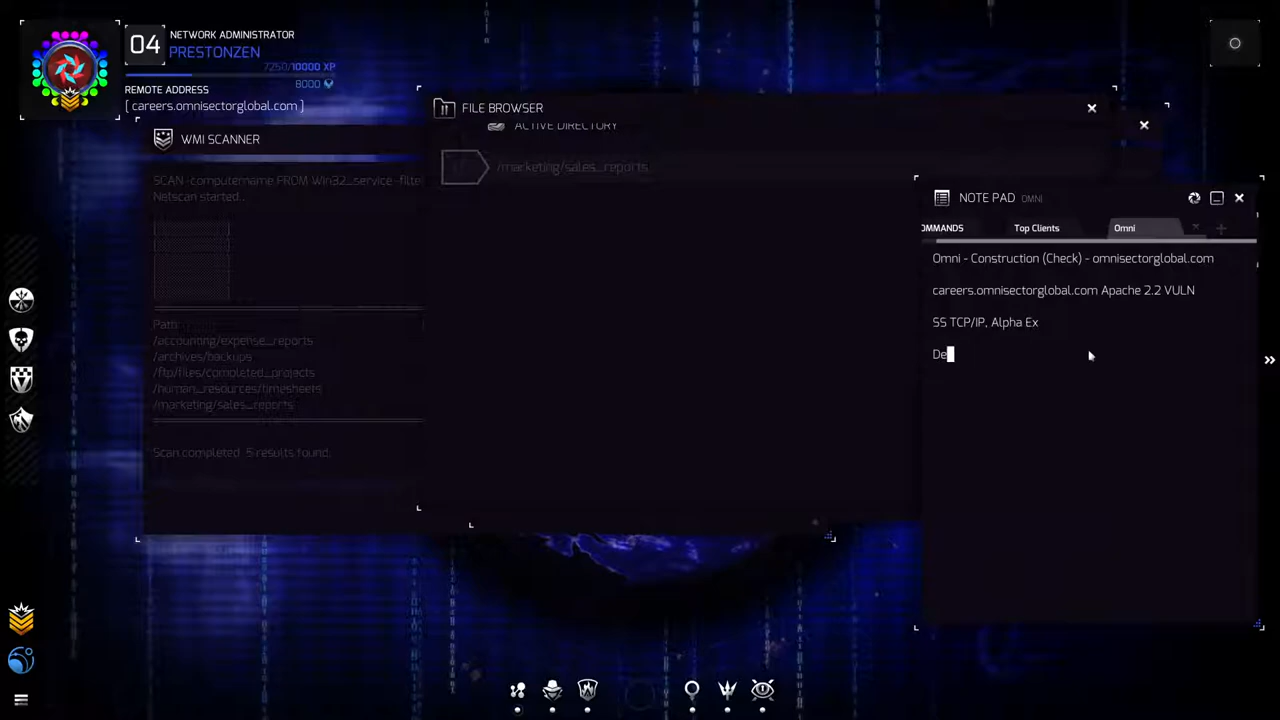 04
NETWORK ADMINISTRATOR
PRESTONZEN
7250/10000 XP
8000
REMOTE ADDRESS
[ careers.omnisectorglobal.com ]
WMI SCANNER
SCAN -computername FROM Win32_service -filte
Netscan started..
Path
/accounting/expense_reports
/archives/backups
/ftp/files/completed_projects
/human_resources/timesheets
/marketing/sales_reports
Scan completed. 5 results found.
FILE BROWSER
ACTIVE DIRECTORY
/marketing/sales_reports
NOTE PAD OMNI
OMMANDS Top Clients Omni
Omni - Construction (Check) - omnisectorglobal.com
careers.omnisectorglobal.com Apache 2.2 VULN
SS TCP/IP, Alpha Ex
De